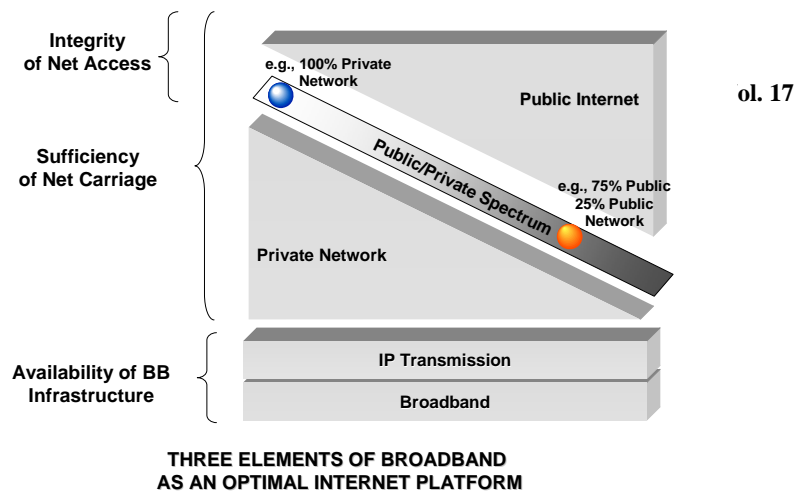 Integrity
of Net Access
e.g., 100% Private
Network
Public Internet
ol. 17
Sufficiency
of Net Carriage
Public/Private Spectrum
e.g., 75% Public
25% Public
Network
Private Network
Availability of BB
Infrastructure
IP Transmission
Broadband
THREE ELEMENTS OF BROADBAND
AS AN OPTIMAL INTERNET PLATFORM